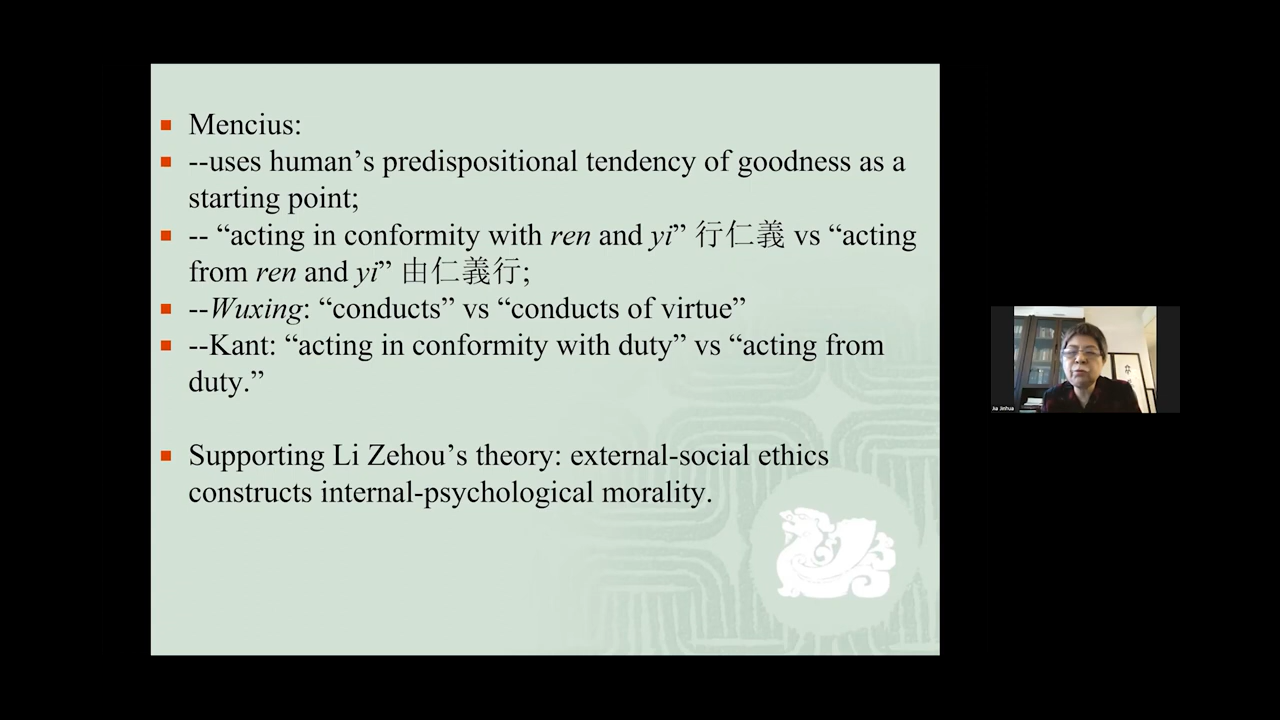 Mencius:
--uses human’s predispositional tendency of goodness as a
starting point;
-- “acting in conformity with ren and yi” 行仁義 vs “acting
from ren and yi” 由仁義行;
--Wuxing: “conducts” vs “conducts of virtue”
--Kant: “acting in conformity with duty” vs “acting from
duty.”
Supporting Li Zehou’s theory: external-social ethics
constructs internal-psychological morality.
Jia Jinhua